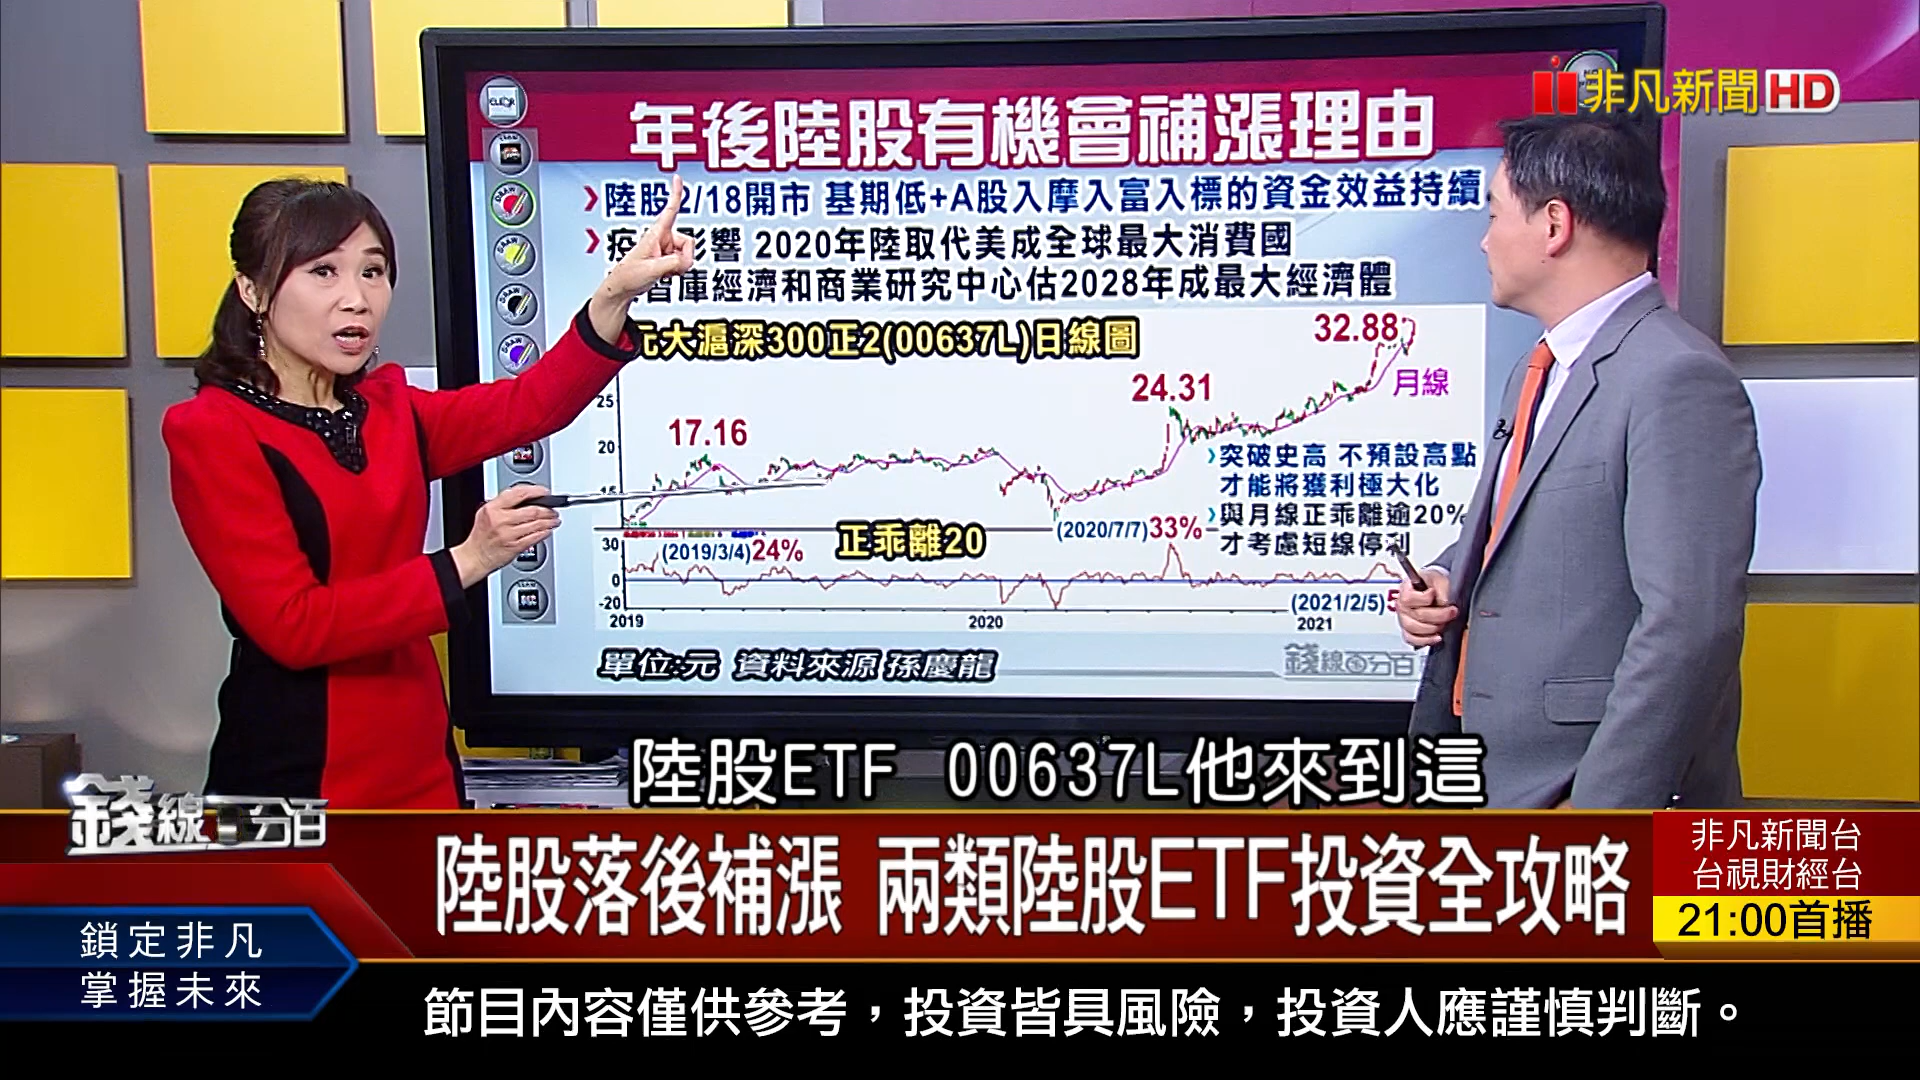 非凡新聞HD
年後陸股有機會補漲理由
陸股2/18開市 基期低+A股入摩入富入標的資金效益持續
疫 影響 2020年陸取代美成全球最大消費國
智庫經濟和商業研究中心估2028年成最大經濟體
元大滬深300正2(00637L)日線圖
32.88
24.31
月線
17.16
25
20
15
突破史高 不預設高點
才能將獲利極大化
與月線正乖離逾20%
才考慮短線停利
正乖離20
(2020/7/7)33%
(2019/3/4)24%
30
0
-20
(2021/2/5)5
2019
2020
2021
單位:元 資料來源 孫慶龍
錢線百分百
CLEAR
DRAW
DRAW
DRAW
DRAW
陸股ETF 00637L他來到這
錢線百分百
陸股落後補漲 兩類陸股ETF投資全攻略
非凡新聞台
台視財經台
21:00首播
鎖定非凡
掌握未來
節目內容僅供參考,投資皆具風險,投資人應謹慎判斷。